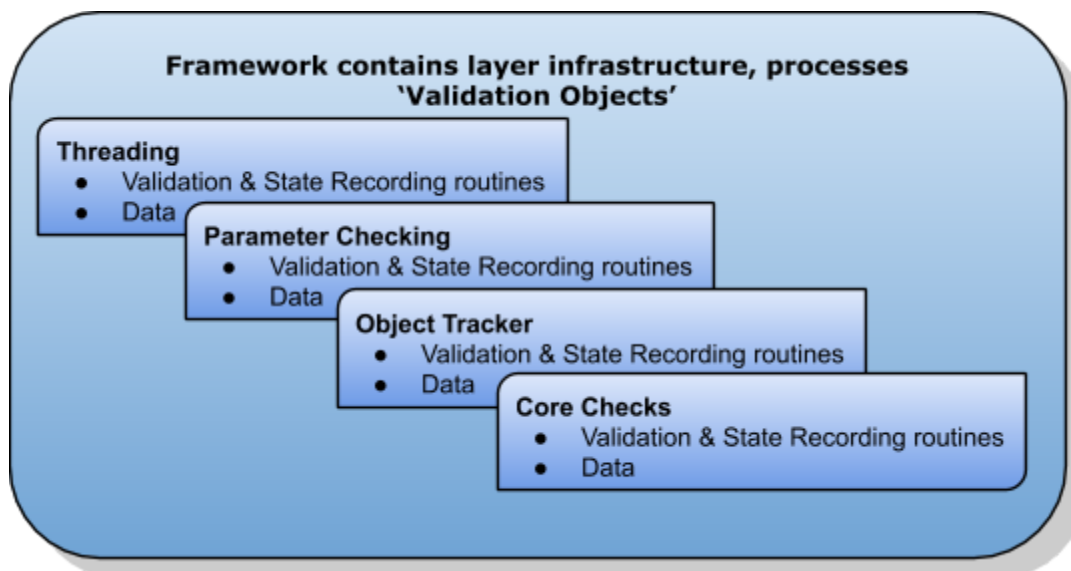 Framework contains layer infrastructure, processes
‘Validation Objects’
Threading
● Validation & State Recording routines
● Data
Parameter Checking
● Validation & State Recording routines
● Data
Object Tracker
● Validation & State Recording routines
● Data
Core Checks
● Validation & State Recording routines
● Data